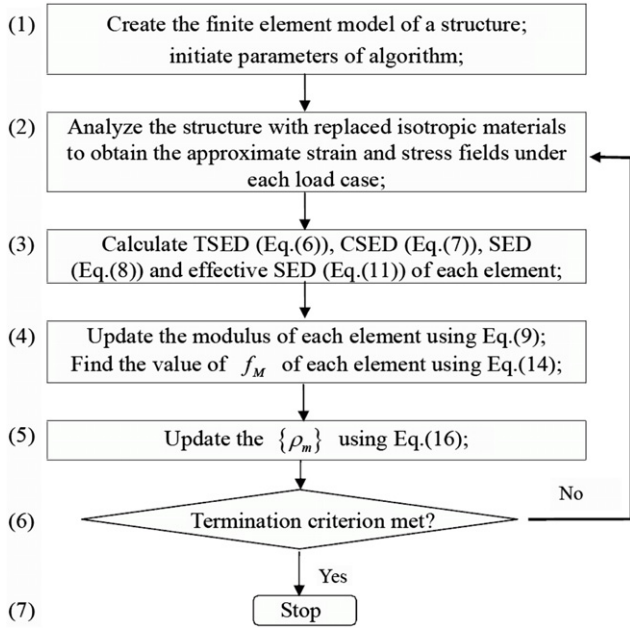 (1)
Create the finite element model of a structure;
initiate parameters of algorithm;
(2)
Analyze the structure with replaced isotropic materials
to obtain the approximate strain and stress fields under
each load case;
(3)
Calculate TSED (Eq.(6)), CSED (Eq.(7)), SED
(Eq.(8)) and effective SED (Eq.(11)) of each element;
(4)
Update the modulus of each element using Eq.(9);
Find the value of f_M of each element using Eq.(14);
(5)
Update the {ρ_m} using Eq.(16);
(6)
Termination criterion met?
No
Yes
(7)
Stop